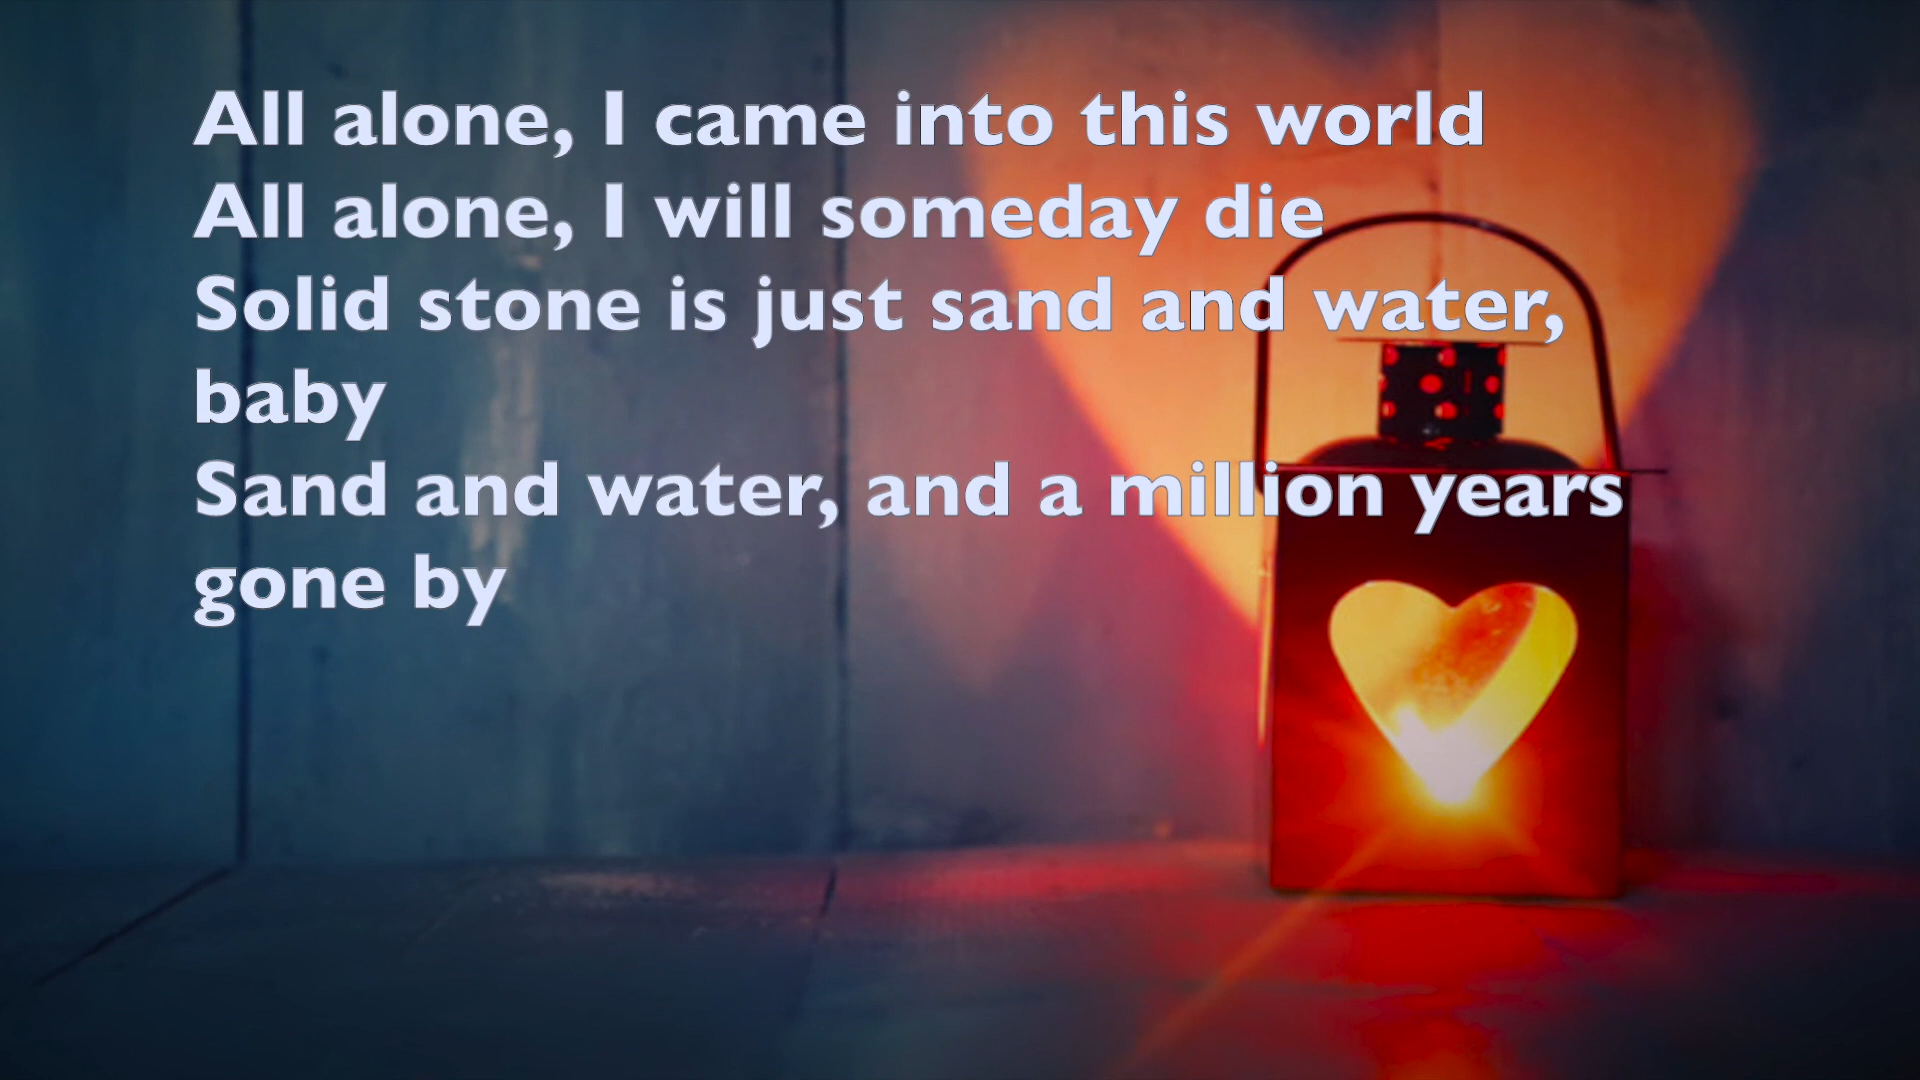 All alone, I came into this world
All alone, I will someday die
Solid stone is just sand and water,
baby
Sand and water, and a million years
gone by